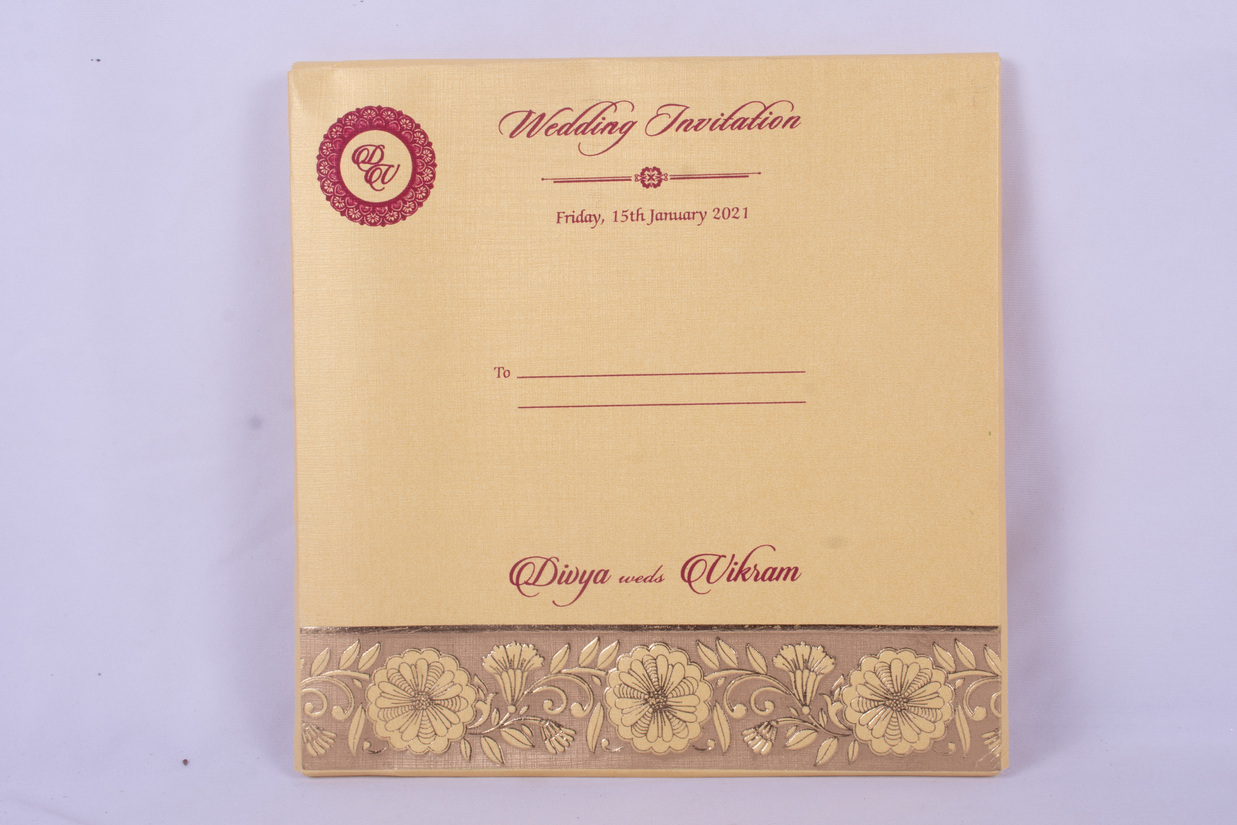 DV
Wedding Invitation
Friday, 15th January 2021
To
Divya weds Vikram